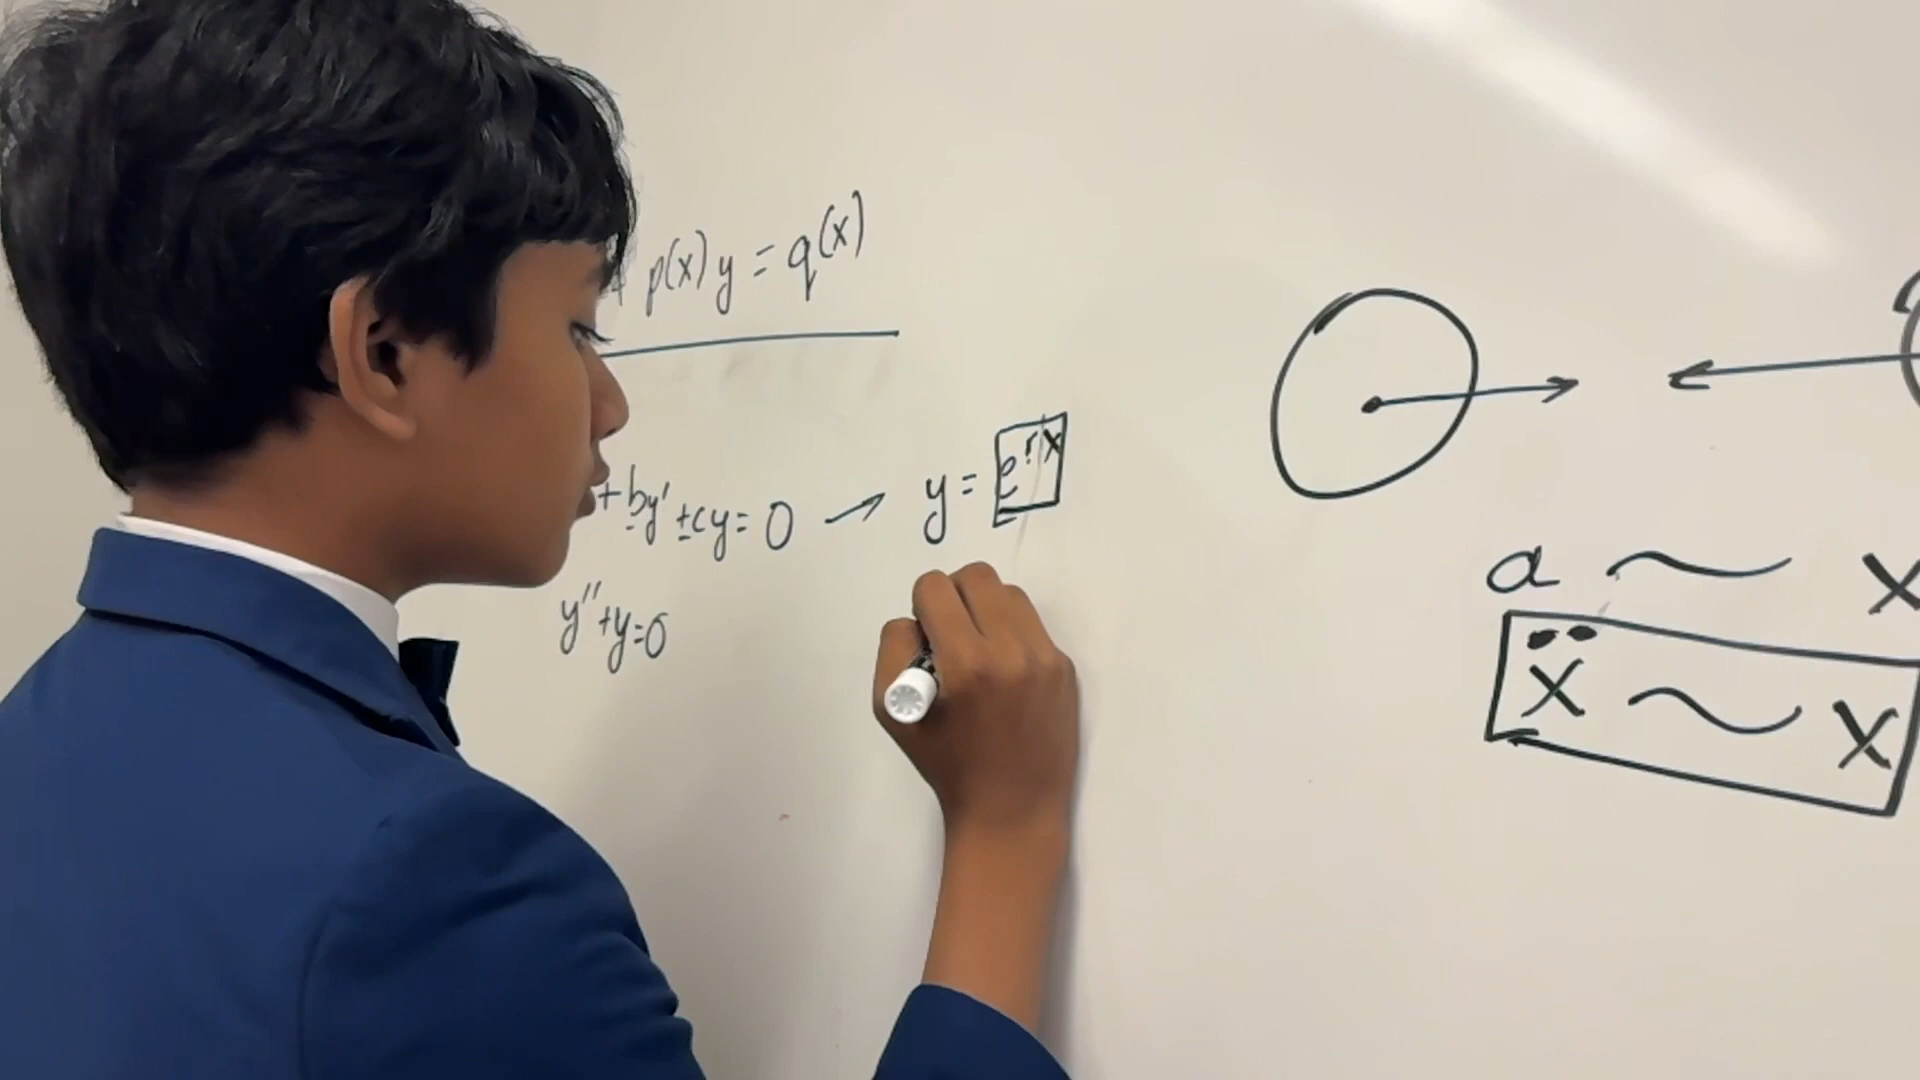 p(x) y = q(x)
+ by' + cy = 0 → y = e^rx
y'' + y = 0
a ~ x
ẍ ~ x